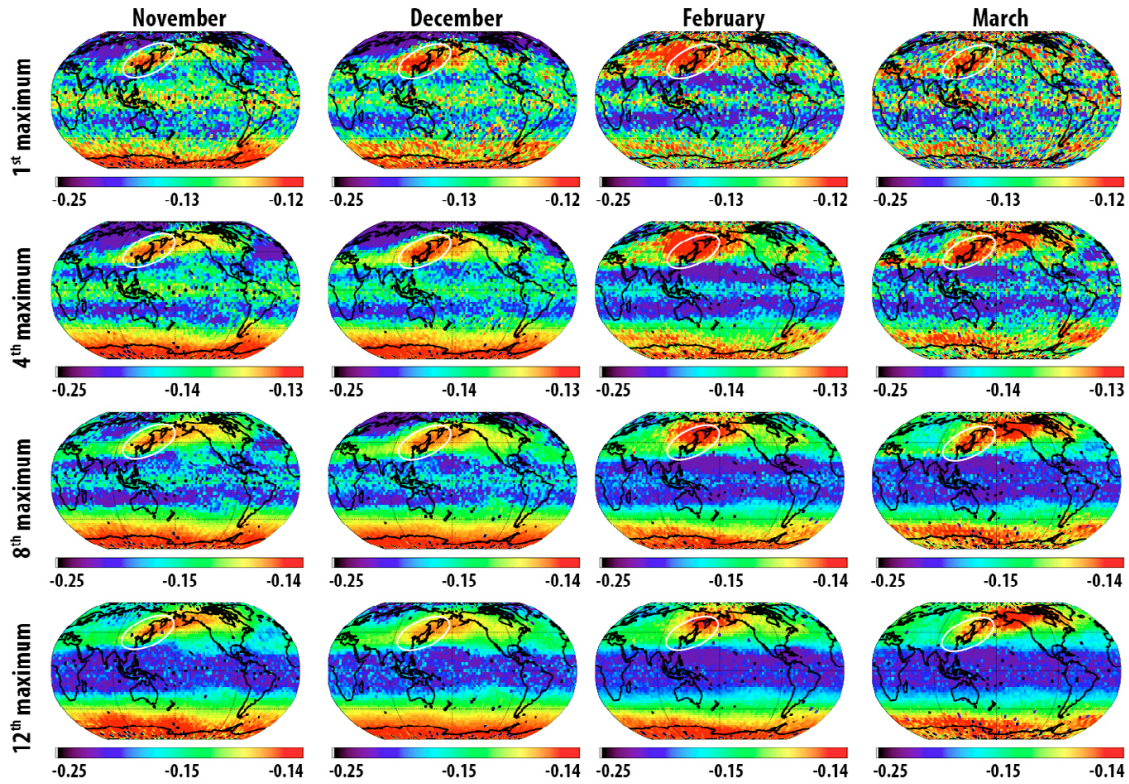 November December February March
1st maximum
-0.25 -0.13 -0.12 -0.25 -0.13 -0.12 -0.25 -0.13 -0.12 -0.25 -0.13 -0.12
4th maximum
-0.25 -0.14 -0.13 -0.25 -0.14 -0.13 -0.25 -0.14 -0.13 -0.25 -0.14 -0.13
8th maximum
-0.25 -0.15 -0.14 -0.25 -0.15 -0.14 -0.25 -0.15 -0.14 -0.25 -0.15 -0.14
12th maximum
-0.25 -0.15 -0.14 -0.25 -0.15 -0.14 -0.25 -0.15 -0.14 -0.25 -0.15 -0.14